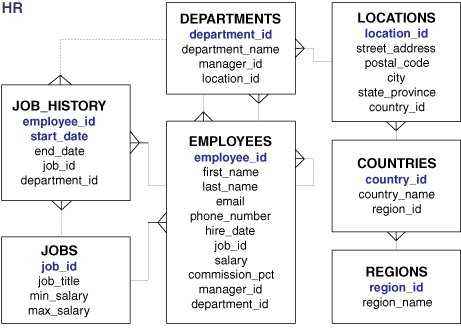 HR
DEPARTMENTS
department_id
department_name
manager_id
location_id
LOCATIONS
location_id
street_address
postal_code
city
state_province
country_id
JOB_HISTORY
employee_id
start_date
end_date
job_id
department_id
EMPLOYEES
employee_id
first_name
last_name
email
phone_number
hire_date
job_id
salary
commission_pct
manager_id
department_id
COUNTRIES
country_id
country_name
region_id
JOBS
job_id
job_title
min_salary
max_salary
REGIONS
region_id
region_name